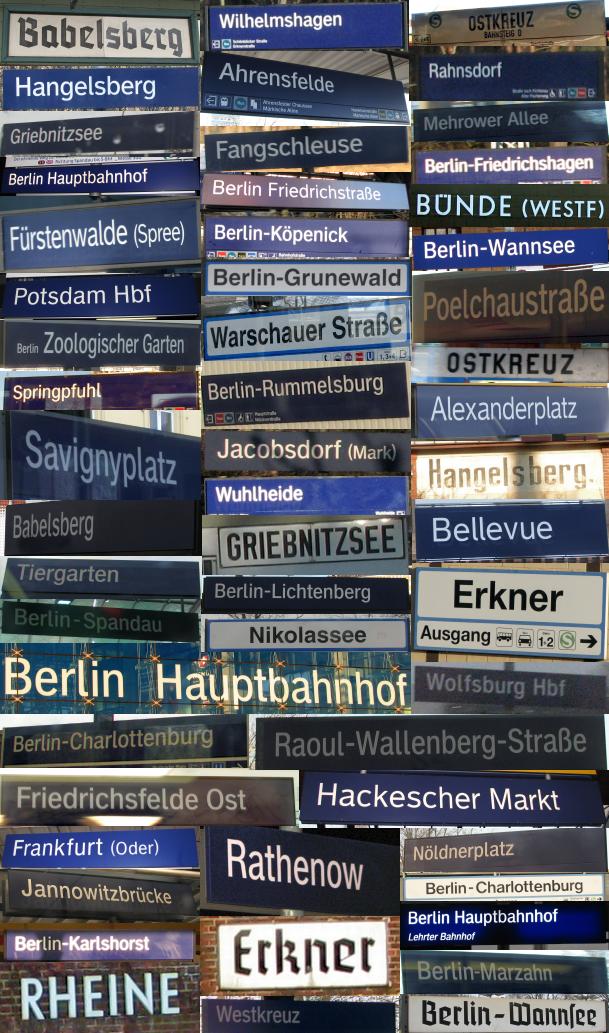 Babelsberg
Wilhelmshagen
OSTKREUZ
BAHNSTEIG D
Hangelsberg
Ahrensfelde
Rahnsdorf
Griebnitzsee
Fangschleuse
Mehrower Allee
Berlin Hauptbahnhof
Berlin Friedrichstraße
Berlin-Friedrichshagen
Fürstenwalde (Spree)
Berlin-Köpenick
BÜNDE (WESTF)
Potsdam Hbf
Berlin-Grunewald
Berlin-Wannsee
Berlin Zoologischer Garten
Warschauer Straße
Poelchaustraße
Springpfuhl
Berlin-Rummelsburg
OSTKREUZ
Savignyplatz
Jacobsdorf (Mark)
Alexanderplatz
Wuhlheide
Hangelsberg.
Babelsberg
GRIEBNITZSEE
Bellevue
Tiergarten
Berlin-Lichtenberg
Erkner
Ausgang
Berlin-Spandau
Nikolassee
Berlin Hauptbahnhof
Wolfsburg Hbf
Berlin-Charlottenburg
Raoul-Wallenberg-Straße
Friedrichsfelde Ost
Hackescher Markt
Frankfurt (Oder)
Rathenow
Nöldnerplatz
Jannowitzbrücke
Berlin-Charlottenburg
Berlin Hauptbahnhof
Lehrter Bahnhof
Berlin-Karlshorst
Erkner
Berlin-Marzahn
RHEINE
Westkreuz
Berlin-Wannsee